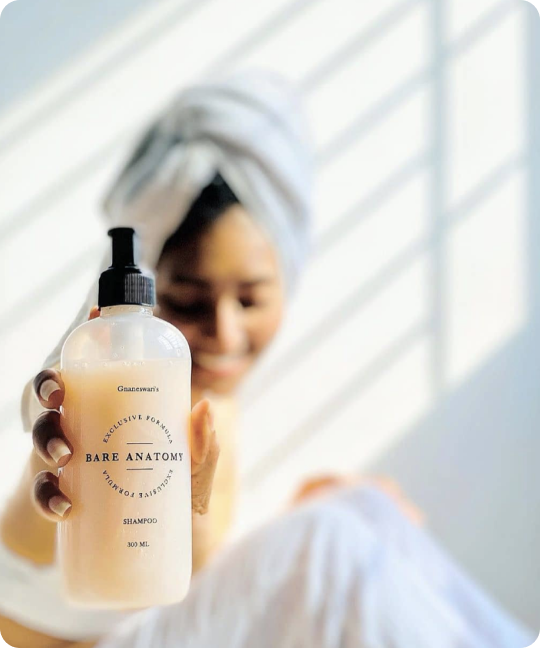 Gnaneswari's
EXCLUSIVE FORMULA
BARE ANATOMY
EXCLUSIVE FORMULA
SHAMPOO
300 ML